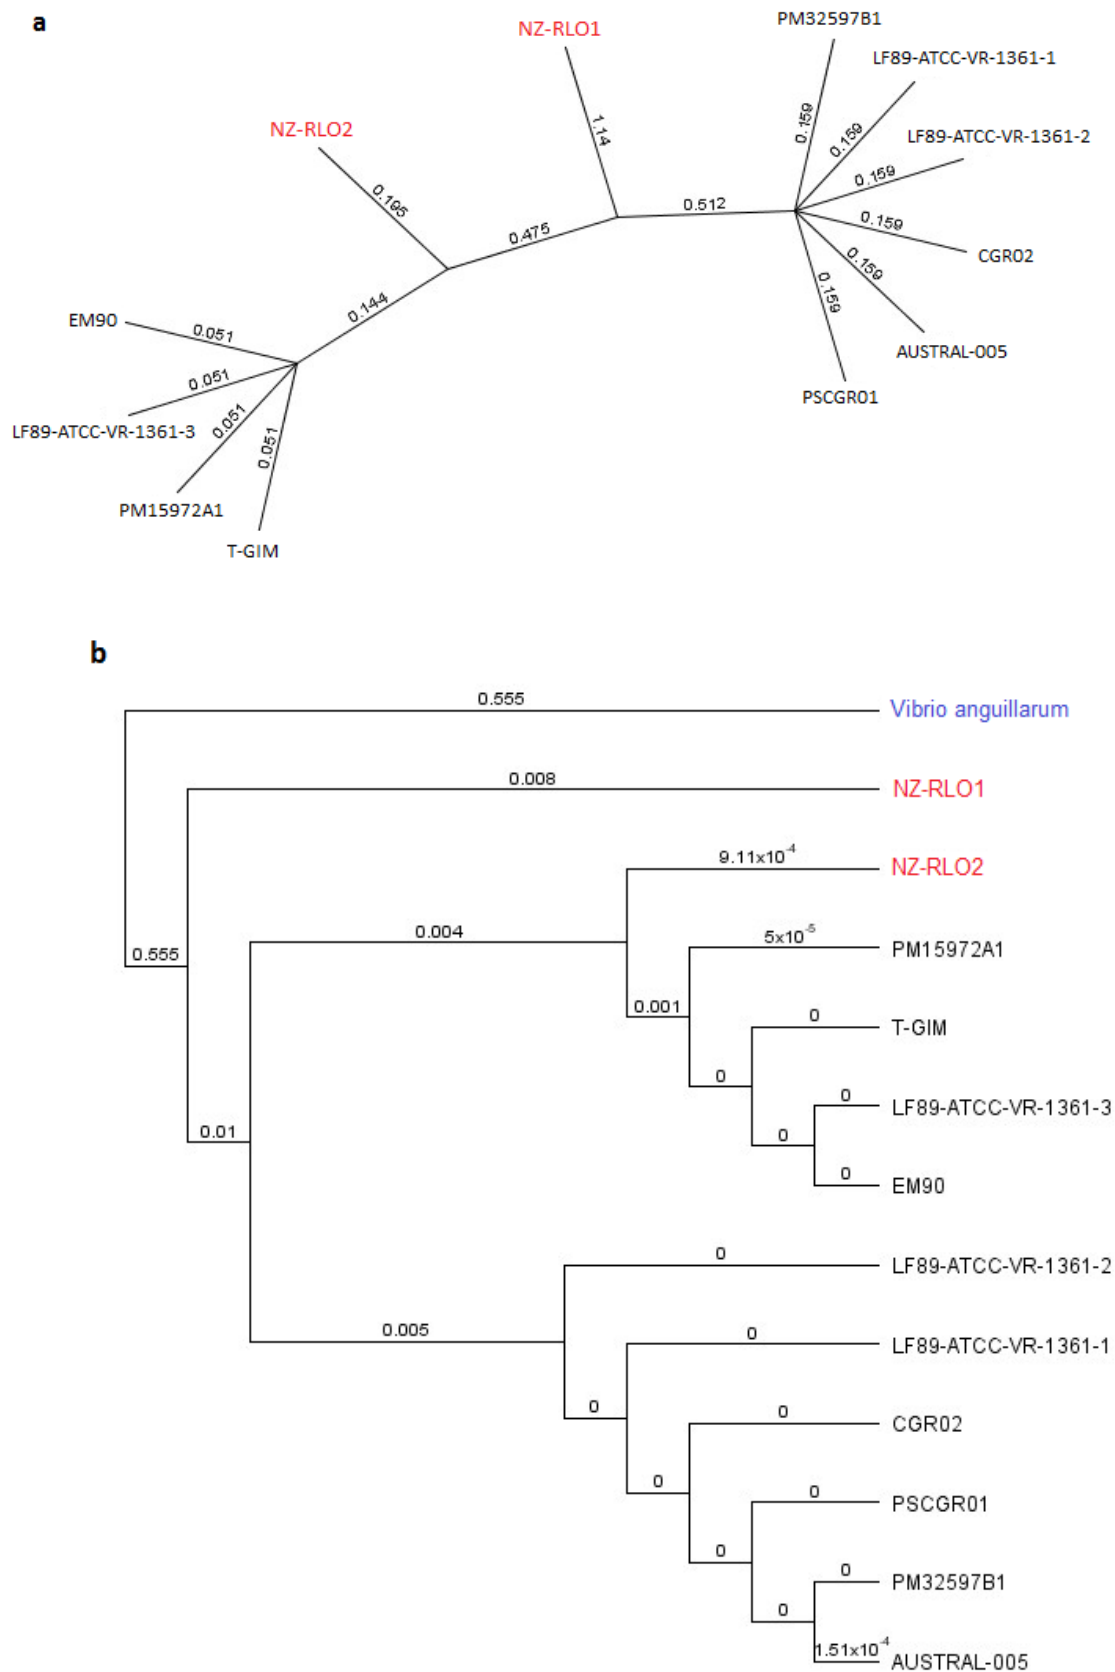 a
PM32597B1
NZ-RLO1
LF89-ATCC-VR-1361-1
NZ-RLO2
LF89-ATCC-VR-1361-2
1.14
0.159
0.159
0.159
0.195
0.512
0.159
0.475
CGR02
0.159
0.159
0.144
EM90
0.051
AUSTRAL-005
0.051
PSCGR01
LF89-ATCC-VR-1361-3
0.051
0.051
PM15972A1
T-GIM
b
0.555
Vibrio anguillarum
0.008
NZ-RLO1
9.11x10-4
NZ-RLO2
0.004
5x10-5
PM15972A1
0.555
0.001
0
T-GIM
0
0
LF89-ATCC-VR-1361-3
0.01
0
0
EM90
0
LF89-ATCC-VR-1361-2
0.005
0
LF89-ATCC-VR-1361-1
0
0
CGR02
0
0
PSCGR01
0
0
PM32597B1
0
1.51x10-4
AUSTRAL-005